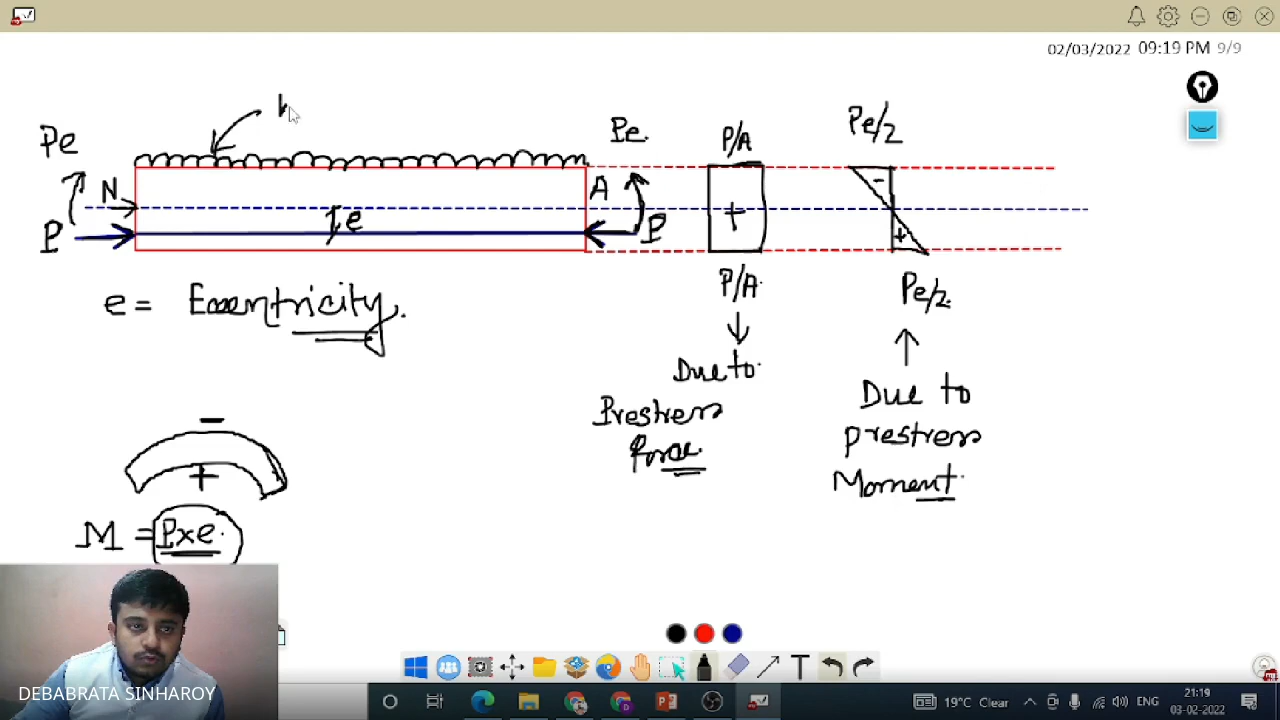 02/03/2022 09:19 PM 9/9
Pe
N
P
e
Pe
A
P
P/A
+
P/A
Pe/2
-
+
Pe/2
e = Eccentricity.
Due to
Prestress
Force
Due to
prestress
Moment
-
+
M = Pxe
DEBABRATA SINHAROY
T
19°C Clear
ENG
21:19
03-02-2022